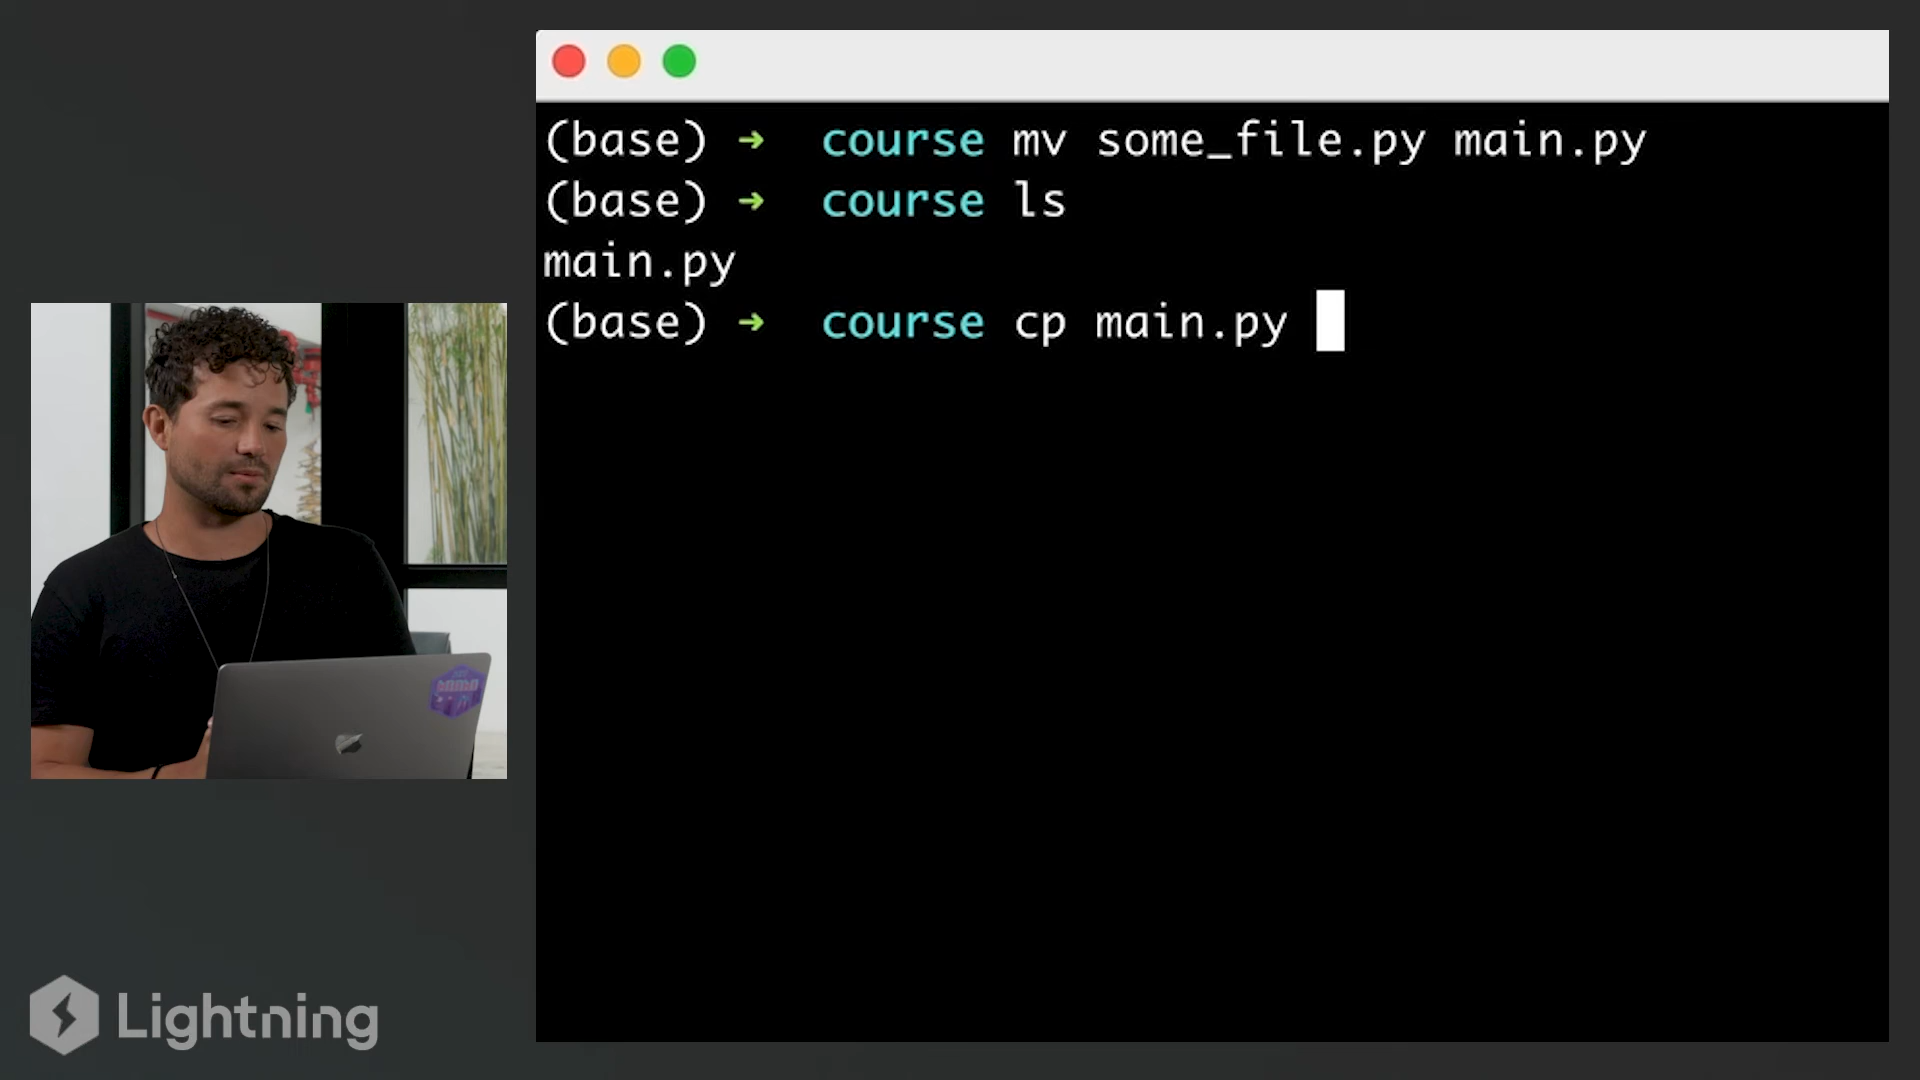 (base) ➜ course mv some_file.py main.py
(base) ➜ course ls
main.py
(base) ➜ course cp main.py
Lightning